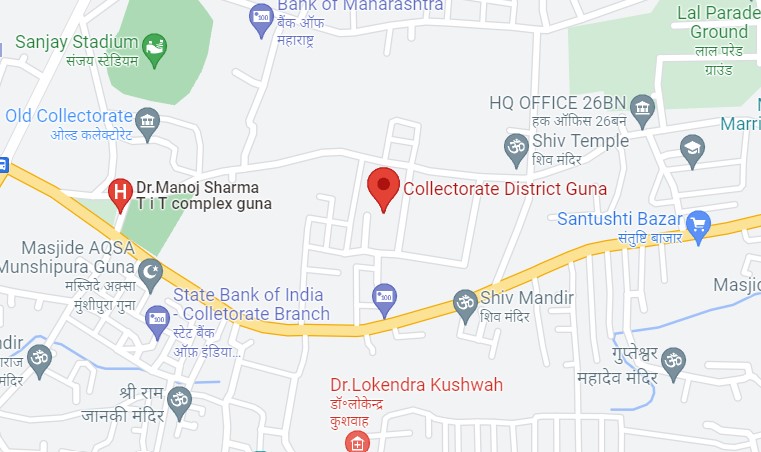 Bank of Maharashtra
बैंक ऑफ
महाराष्ट्र
Lal Parade
Ground
लाल परेड
ग्राउंड
Sanjay Stadium
संजय स्टेडियम
Old Collectorate
ओल्ड कलेक्टोरेट
HQ OFFICE 26BN
हक ऑफिस 26बन
Shiv Temple
शिव मंदिर
Marri
H
Dr.Manoj Sharma
T i T complex guna
Collectorate District Guna
Santushti Bazar
संतुष्टि बाज़ार
Masjide AQSA
Munshipura Guna
मस्जिदे अक़्सा
मुंशीपुरा गुना
State Bank of India
- Colletorate Branch
स्टेट बैंक
ऑफ़ इंडिया...
Shiv Mandir
शिव मंदिर
Masjid
ndir
राज
मंदिर
श्री राम
जानकी मंदिर
गुप्तेश्वर
महादेव मंदिर
Dr.Lokendra Kushwah
डॉ॰लोकेन्द्र
कुशवाह